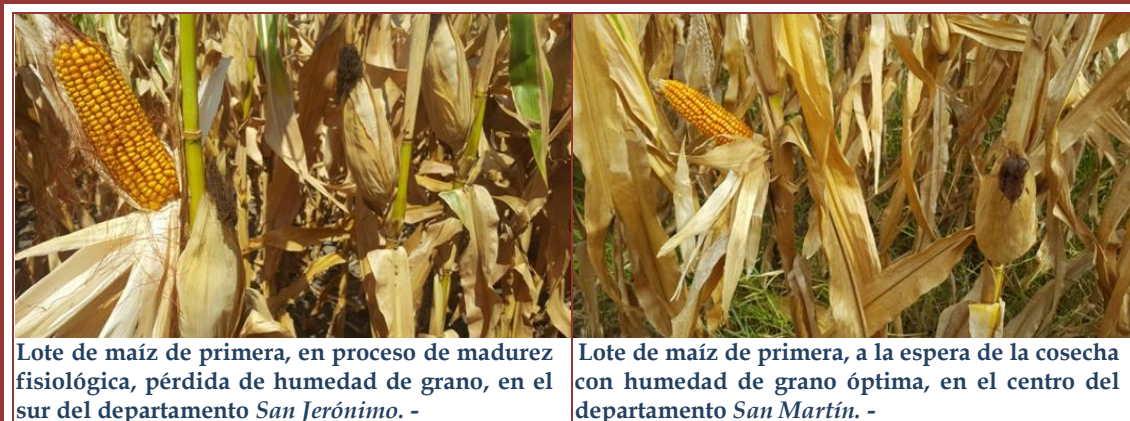 Lote de maíz de primera, en proceso de madurez
fisiológica, pérdida de humedad de grano, en el
sur del departamento San Jerónimo. -
Lote de maíz de primera, a la espera de la cosecha
con humedad de grano óptima, en el centro del
departamento San Martín. -